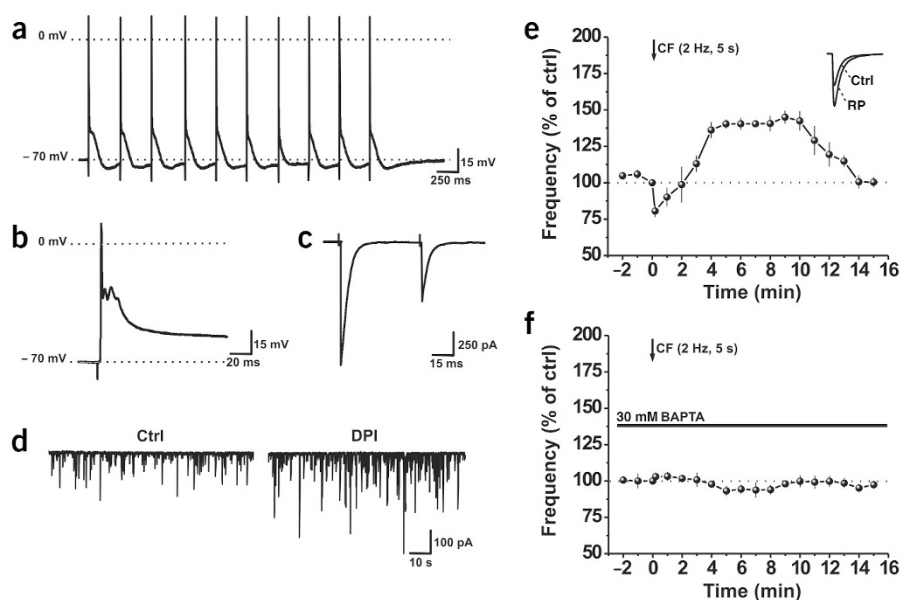 a
0 mV
– 70 mV
15 mV
250 ms
b
0 mV
– 70 mV
15 mV
20 ms
c
250 pA
15 ms
d
Ctrl
DPI
100 pA
10 s
e
200
175
150
125
100
75
50
Frequency (% of ctrl)
CF (2 Hz, 5 s)
Ctrl
RP
–2 0 2 4 6 8 10 12 14 16
Time (min)
f
200
175
150
125
100
75
50
Frequency (% of ctrl)
CF (2 Hz, 5 s)
30 mM BAPTA
–2 0 2 4 6 8 10 12 14 16
Time (min)